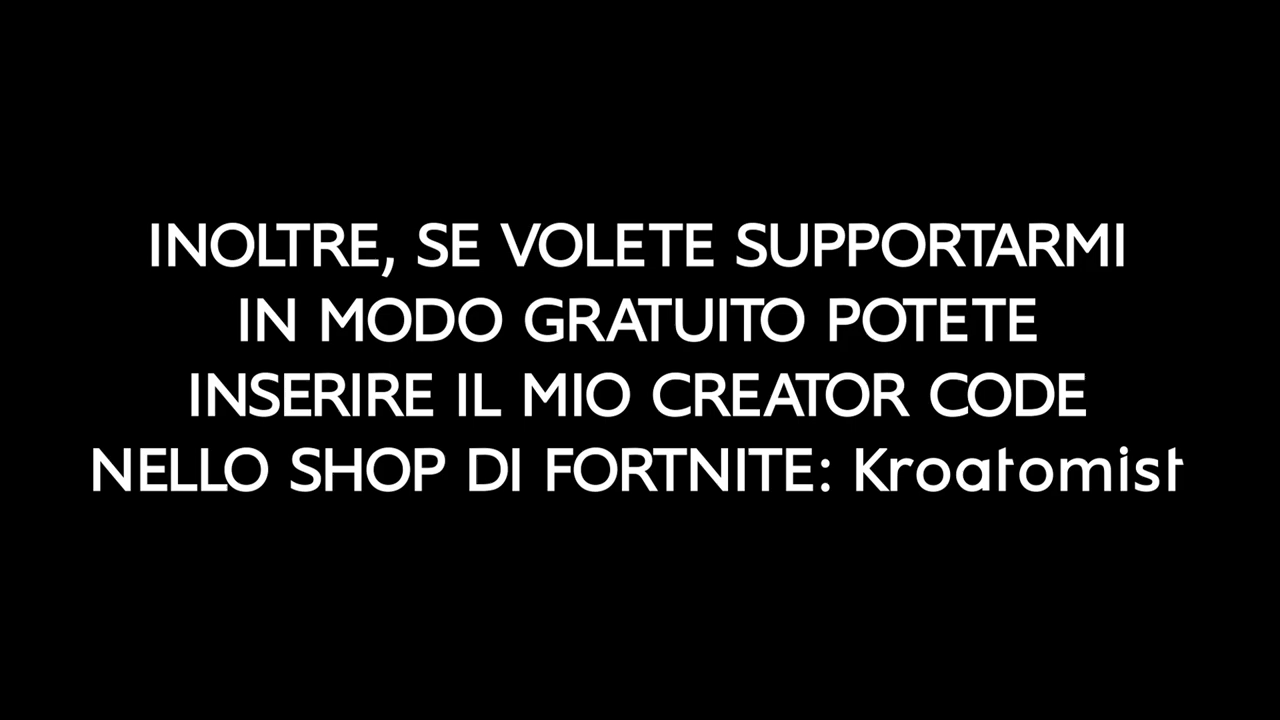 INOLTRE, SE VOLETE SUPPORTARMI
IN MODO GRATUITO POTETE
INSERIRE IL MIO CREATOR CODE
NELLO SHOP DI FORTNITE: Kroatomist